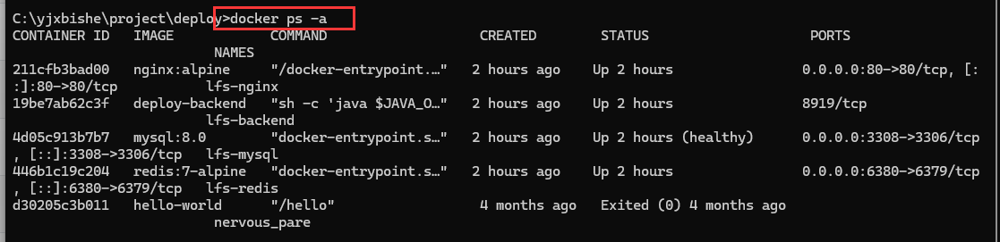 C:\yjxbishe\project\deploy>docker ps -a
CONTAINER ID   IMAGE            COMMAND                   CREATED        STATUS                  PORTS
                         NAMES
211cfb3bad00   nginx:alpine     "/docker-entrypoint.…"   2 hours ago    Up 2 hours              0.0.0.0:80->80/tcp, [:
:]:80->80/tcp           lfs-nginx
19be7ab62c3f   deploy-backend   "sh -c 'java $JAVA_O…"   2 hours ago    Up 2 hours              8919/tcp
                        lfs-backend
4d05c913b7b7   mysql:8.0        "docker-entrypoint.s…"   2 hours ago    Up 2 hours (healthy)    0.0.0.0:3308->3306/tcp
, [::]:3308->3306/tcp   lfs-mysql
446b1c19c204   redis:7-alpine   "docker-entrypoint.s…"   2 hours ago    Up 2 hours              0.0.0.0:6380->6379/tcp
, [::]:6380->6379/tcp   lfs-redis
d30205c3b011   hello-world      "/hello"                  4 months ago   Exited (0) 4 months ago
                         nervous_pare